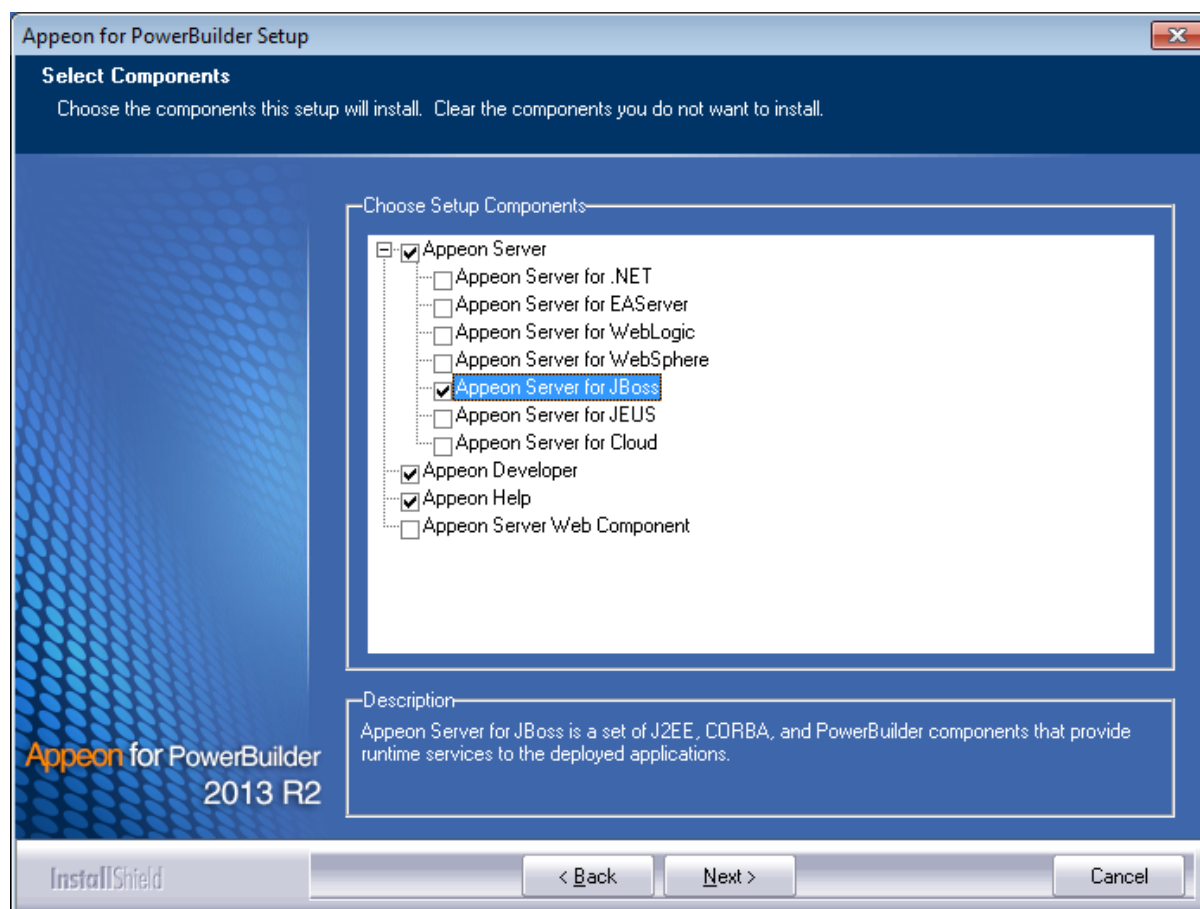 Appeon for PowerBuilder Setup
Select Components
Choose the components this setup will install. Clear the components you do not want to install.
Choose Setup Components
Appeon Server
Appeon Server for .NET
Appeon Server for EAServer
Appeon Server for WebLogic
Appeon Server for WebSphere
Appeon Server for JBoss
Appeon Server for JEUS
Appeon Server for Cloud
Appeon Developer
Appeon Help
Appeon Server Web Component
Description
Appeon Server for JBoss is a set of J2EE, CORBA, and PowerBuilder components that provide
runtime services to the deployed applications.
Appeon for PowerBuilder
2013 R2
InstallShield
< Back
Next >
Cancel